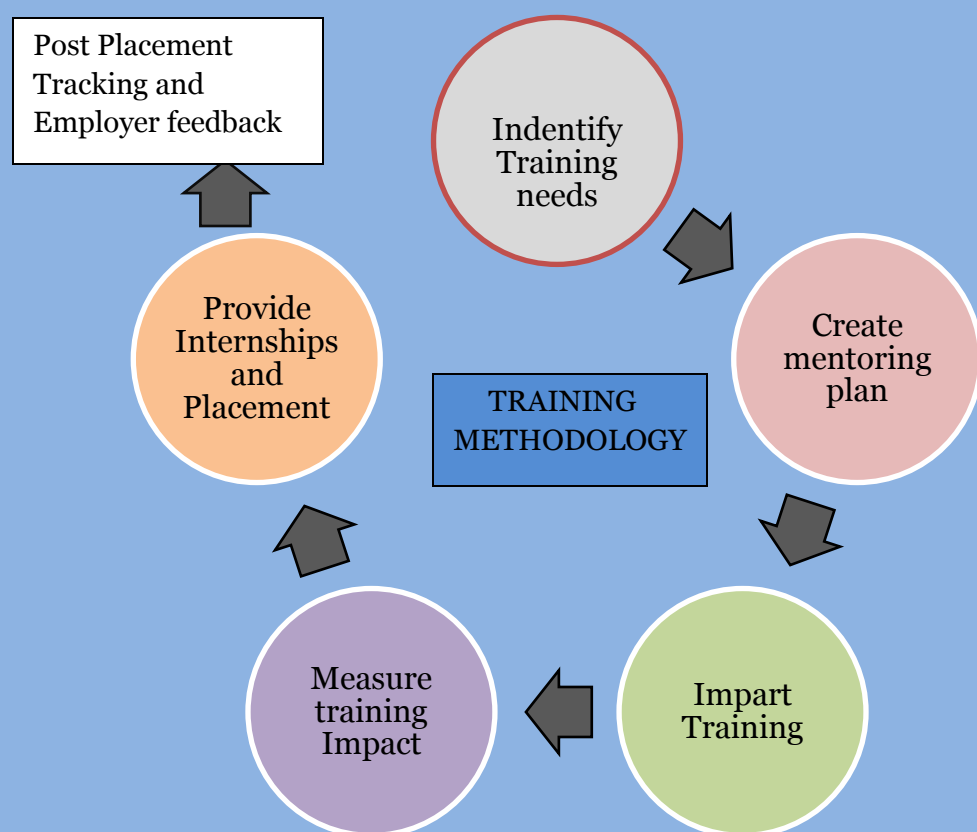 Post Placement
Tracking and
Employer feedback
Indentify
Training
needs
Provide
Internships
and
Placement
Create
mentoring
plan
TRAINING
METHODOLOGY
Measure
training
Impact
Impart
Training